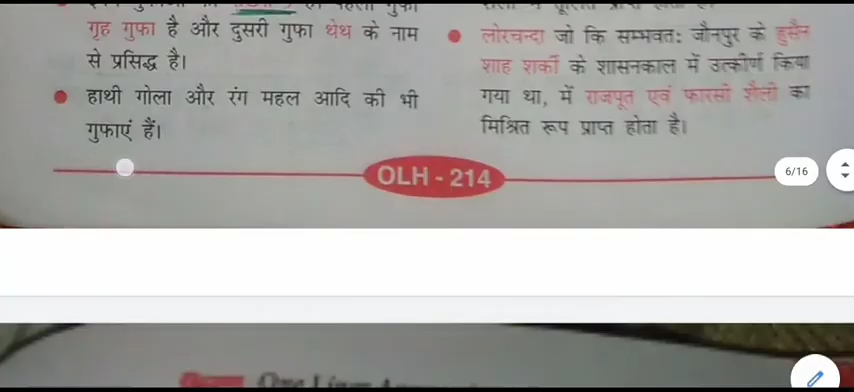 गृह गुफा है और दुसरी गुफा थेथ के नाम
से प्रसिद्ध है।
● हाथी गोला और रंग महल आदि की भी
गुफाएं हैं।
● लोरचन्दा जो कि सम्भवतः जौनपुर के हुसैन
शाह शर्की के शासनकाल में उत्कीर्ण किया
गया था, में राजपूत एवं फारसी शैली का
मिश्रित रूप प्राप्त होता है।
OLH - 214
6/16